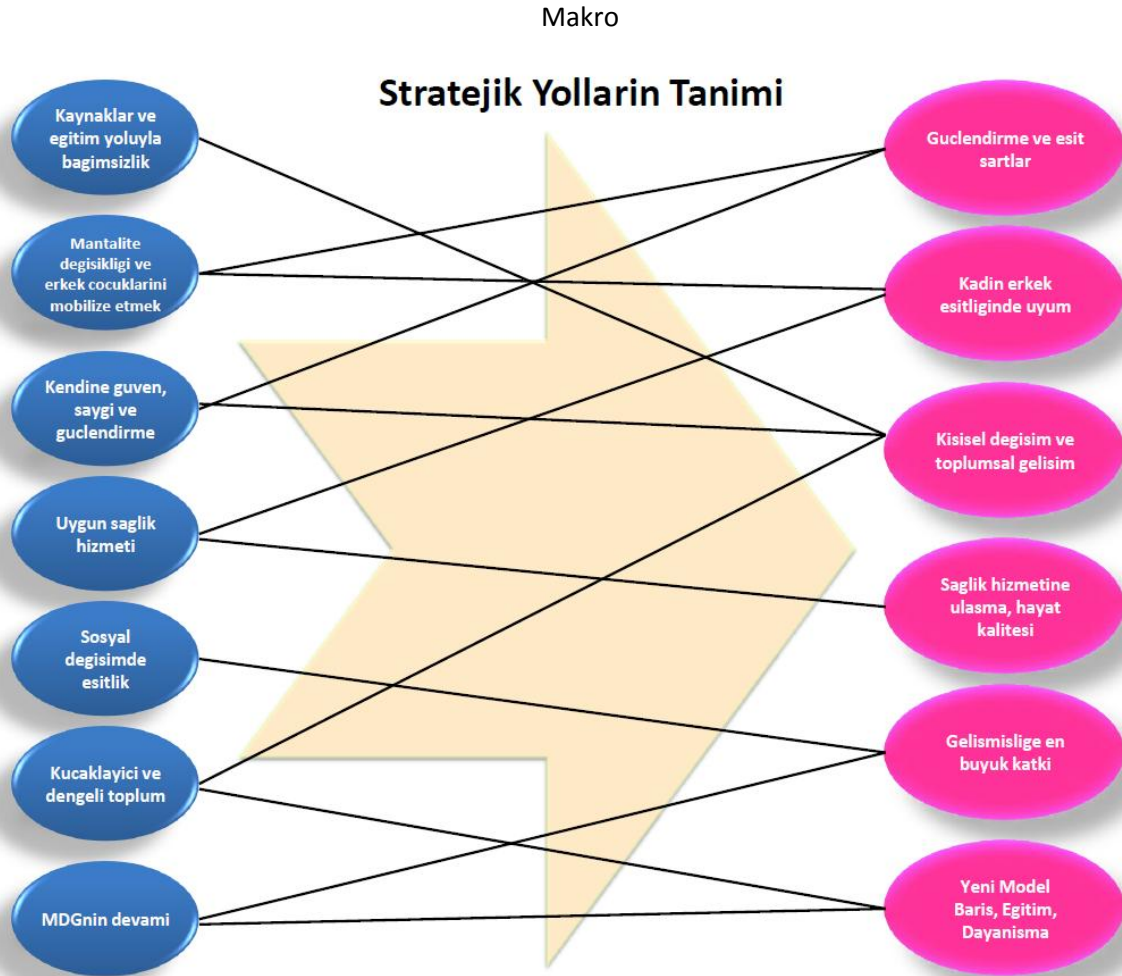 Makro
Stratejik Yollarin Tanimi
Kaynaklar ve
egitim yoluyla
bagimsizlik
Mantalite
degisikligi ve
erkek cocuklarini
mobilize etmek
Kendine guven,
saygi ve
guclendirme
Uygun saglik
hizmeti
Sosyal
degisimde
esitlik
Kucaklayici ve
dengeli toplum
MDGnin devami
Guclendirme ve esit
sartlar
Kadin erkek
esitliginde uyum
Kisisel degisim ve
toplumsal gelisim
Saglik hizmetine
ulasma, hayat
kalitesi
Gelismislige en
buyuk katki
Yeni Model
Baris, Egitim,
Dayanisma